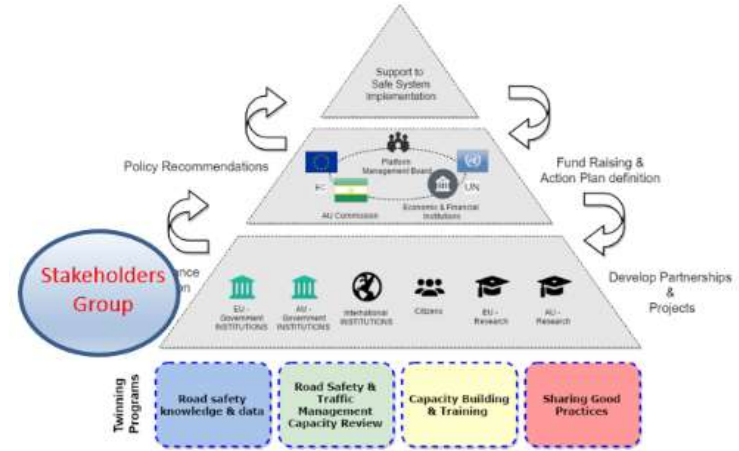 Support to
Safe System
Implementation
Policy Recommendations
Platform
Management Board
UN
AU Commission
Economic & Financial
Institutions
Fund Raising &
Action Plan definition
Stakeholders
Group
EU -
Government
INSTITUTIONS
AU -
Government
INSTITUTIONS
International
INSTITUTIONS
Citizens
EU -
Research
AU -
Research
Develop Partnerships
&
Projects
Twinning
Programs
Road safety
knowledge & data
Road Safety &
Traffic
Management
Capacity Review
Capacity Building
& Training
Sharing Good
Practices